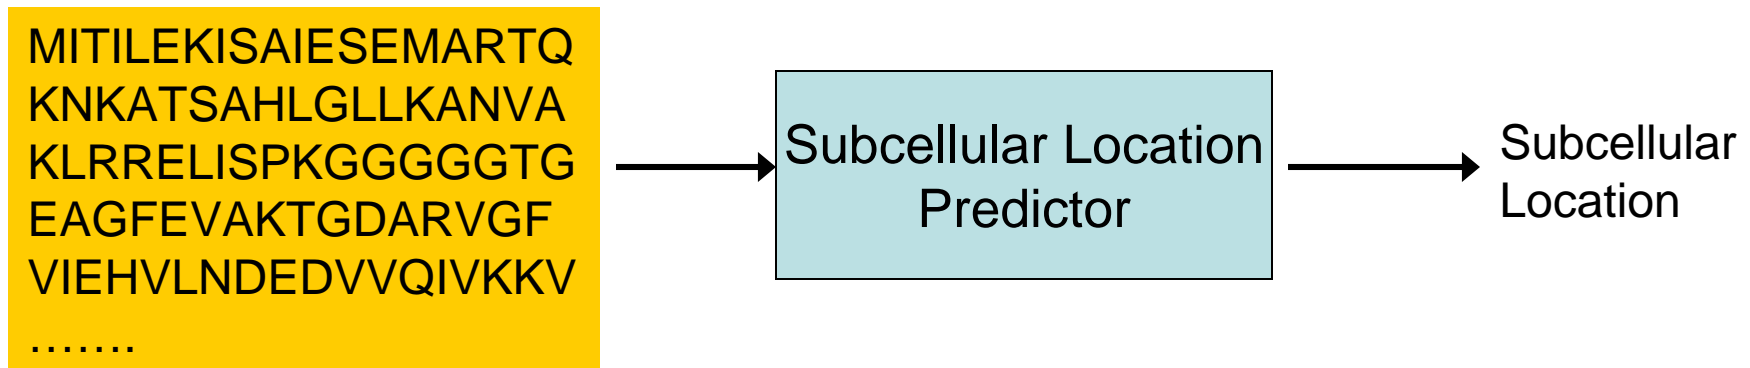 MITILEKISAIESEMARTQ
KNKATSAHLGLLKANVA
KLRRELISPKGGGGGTG
EAGFEVAKTGDARVGF
VIEHVLNDEDVVQIVKKV
.......
Subcellular Location
Predictor
Subcellular
Location